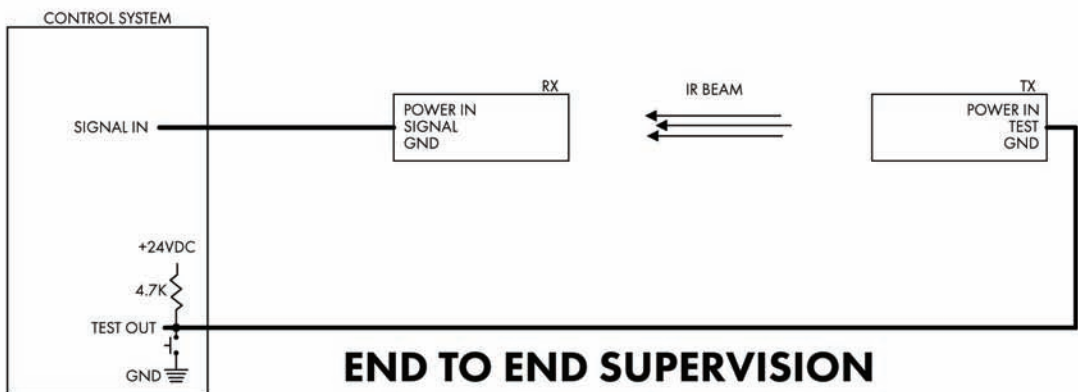 CONTROL SYSTEM
RX
IR BEAM
TX
POWER IN
SIGNAL
GND
POWER IN
TEST
GND
SIGNAL IN
+24VDC
4.7K
TEST OUT
GND
END TO END SUPERVISION